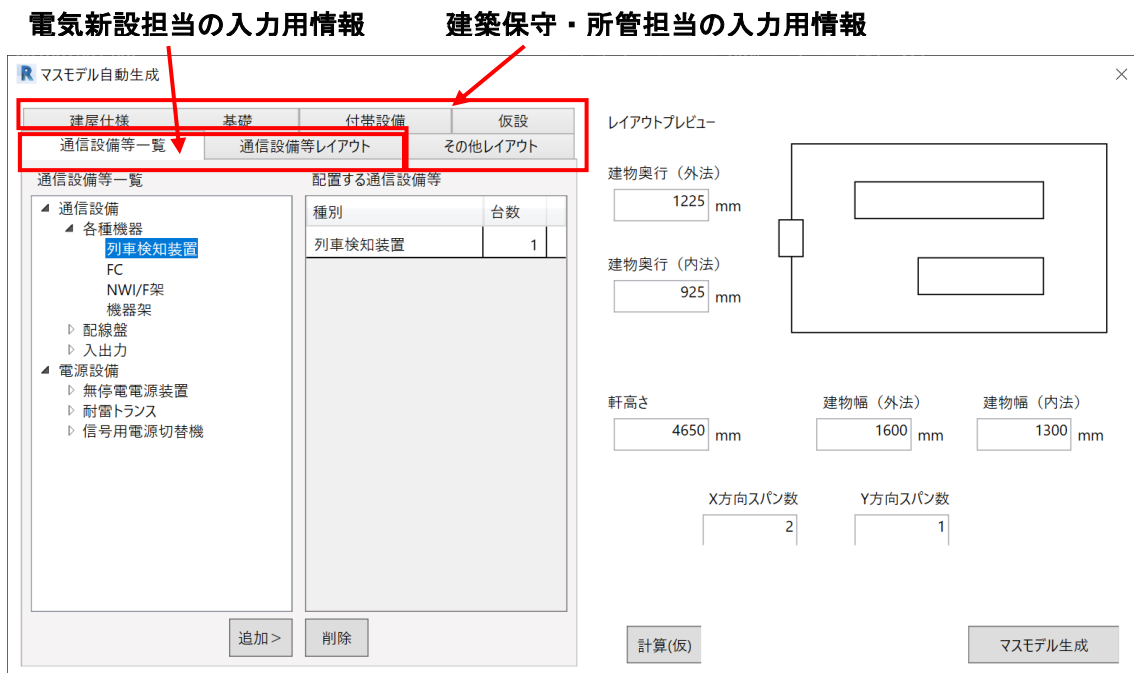 電気新設担当の入力用情報
建築保守・所管担当の入力用情報
R マスモデル自動生成
建屋仕様 基礎 付帯設備 仮設
通信設備等一覧 通信設備等レイアウト その他レイアウト
通信設備等一覧
通信設備
各種機器
列車検知装置
FC
NWI/F架
機器架
配線盤
入出力
電源設備
無停電電源装置
耐雷トランス
信号用電源切替機
追加>
配置する通信設備等
種別 台数
列車検知装置 1
削除
レイアウトプレビュー
建物奥行（外法）
1225 mm
建物奥行（内法）
925 mm
軒高さ
4650 mm
建物幅（外法）
1600 mm
建物幅（内法）
1300 mm
X方向スパン数
2
Y方向スパン数
1
計算(仮)
マスモデル生成